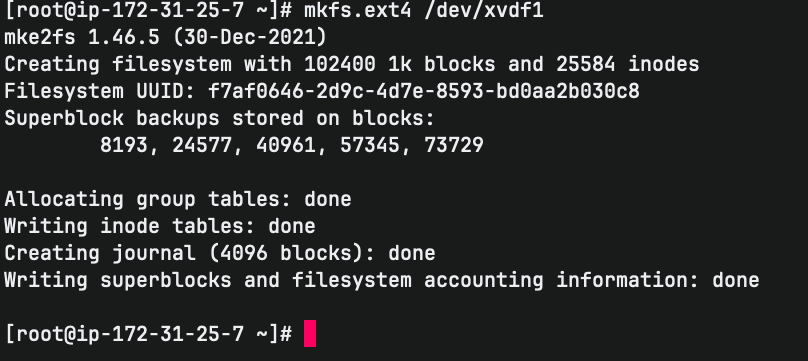 [root@ip-172-31-25-7 ~]# mkfs.ext4 /dev/xvdf1
mke2fs 1.46.5 (30-Dec-2021)
Creating filesystem with 102400 1k blocks and 25584 inodes
Filesystem UUID: f7af0646-2d9c-4d7e-8593-bd0aa2b030c8
Superblock backups stored on blocks:
        8193, 24577, 40961, 57345, 73729

Allocating group tables: done
Writing inode tables: done
Creating journal (4096 blocks): done
Writing superblocks and filesystem accounting information: done

[root@ip-172-31-25-7 ~]#